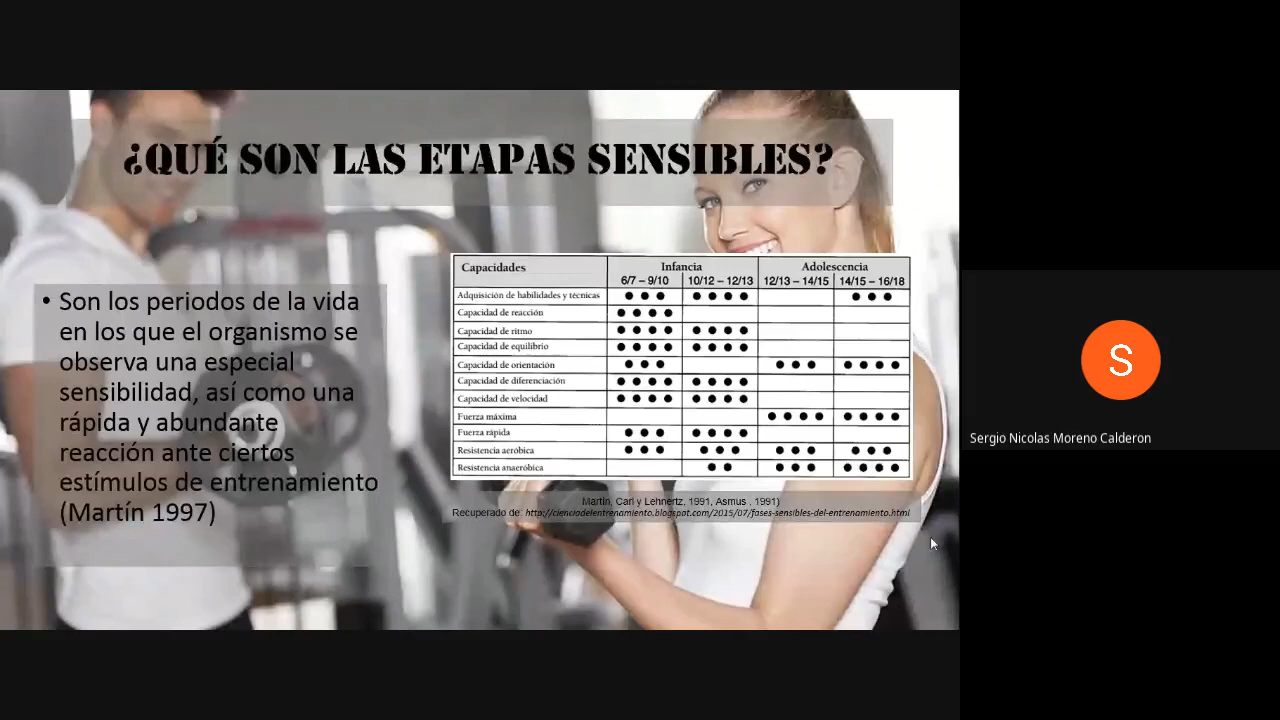 ¿QUÉ SON LAS ETAPAS SENSIBLES?
• Son los periodos de la vida
en los que el organismo se
observa una especial
sensibilidad, así como una
rápida y abundante
reacción ante ciertos
estímulos de entrenamiento
(Martín 1997)
Capacidades Infancia Adolescencia
6/7 – 9/10 10/12 – 12/13 12/13 – 14/15 14/15 – 16/18
Adquisición de habilidades y técnicas ●●● ●●●● ●●●
Capacidad de reacción ●●●●
Capacidad de ritmo ●●●● ●●●●
Capacidad de equilibrio ●●●● ●●●●
Capacidad de orientación ●●● ●●● ●●●●
Capacidad de diferenciación ●●●● ●●●●
Capacidad de velocidad ●●●● ●●●●
Fuerza máxima ●●●● ●●●●
Fuerza rápida ●●● ●●●●
Resistencia aeróbica ●●● ●●● ●●● ●●●
Resistencia anaeróbica ●● ●●● ●●●●
Martin, Carl y Lehnertz, 1991, Asmus , 1991)
Recuperado de: http://cienciadelentrenamiento.blogspot.com/2015/07/fases-sensibles-del-entrenamiento.html
S
Sergio Nicolas Moreno Calderon